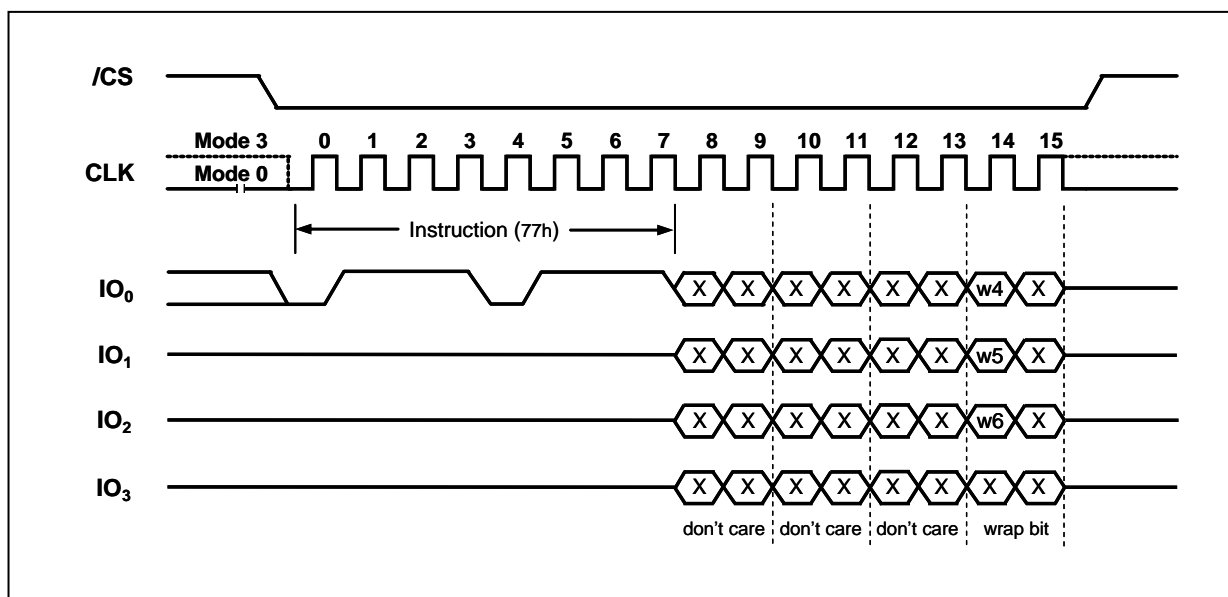 /CS
Mode 3 0 1 2 3 4 5 6 7 8 9 10 11 12 13 14 15
CLK Mode 0
Instruction (77h)
IO0 X X X X X X w4 X
IO1 X X X X X X w5 X
IO2 X X X X X X w6 X
IO3 X X X X X X X X
don't care don't care don't care wrap bit